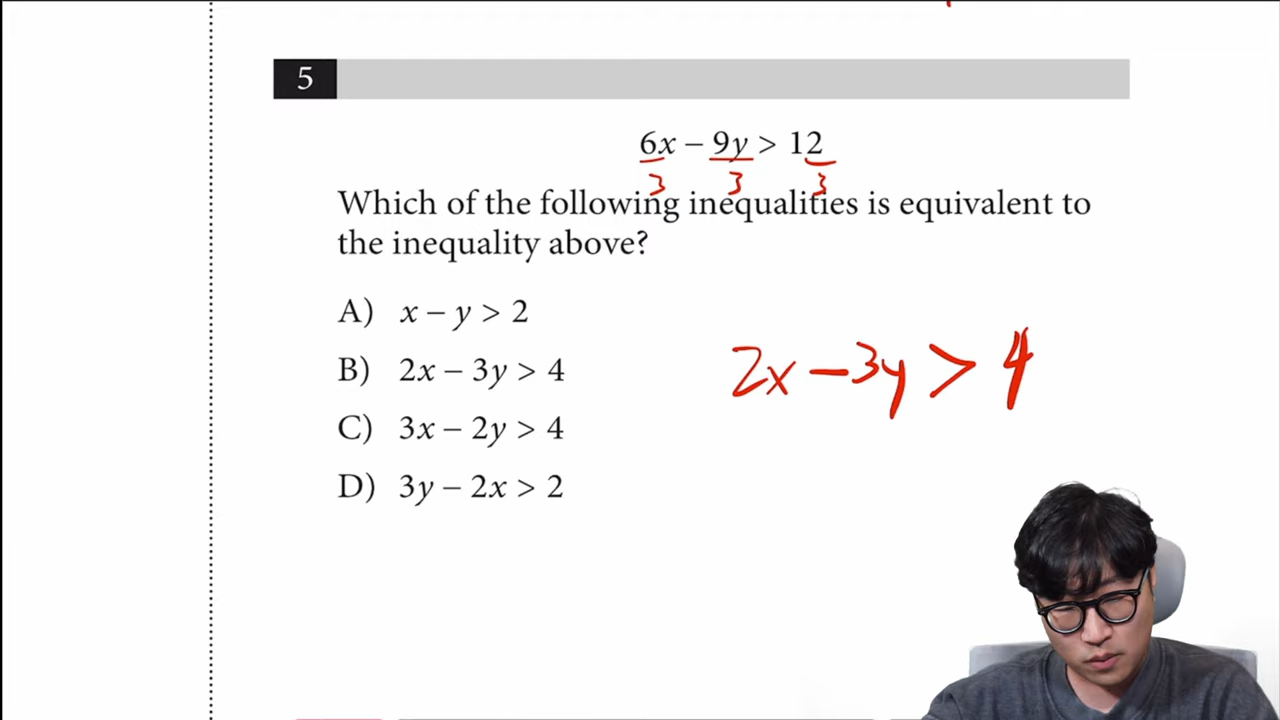 5
6x − 9y > 12
3 3 3
Which of the following inequalities is equivalent to
the inequality above?
A) x − y > 2
B) 2x − 3y > 4
2x − 3y > 4
C) 3x − 2y > 4
D) 3y − 2x > 2